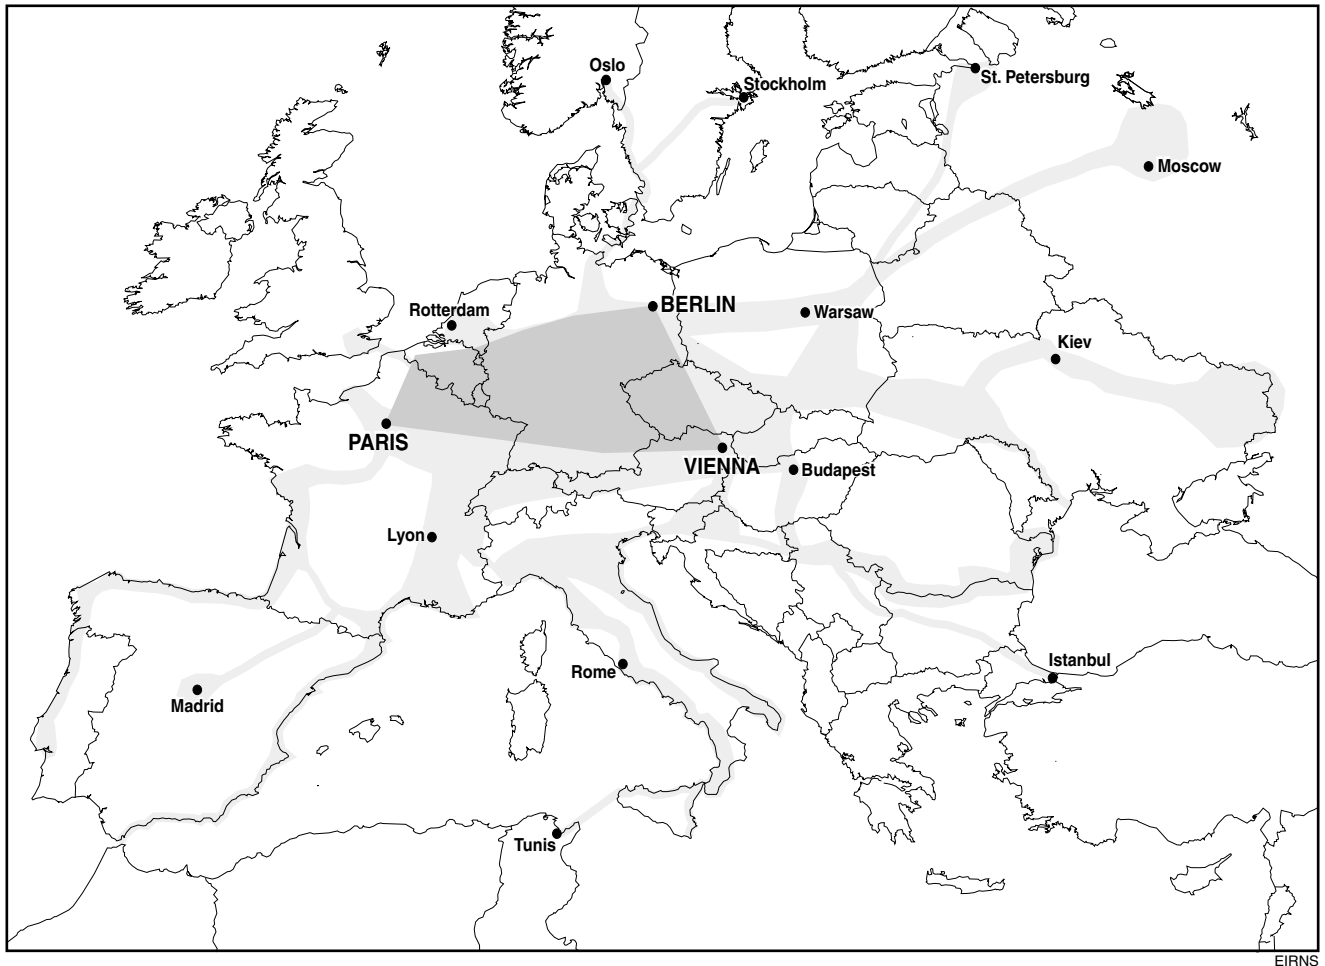 Oslo
Stockholm
St. Petersburg
Moscow
Rotterdam
BERLIN
Warsaw
Kiev
PARIS
VIENNA
Budapest
Lyon
Rome
Istanbul
Madrid
Tunis
EIRNS